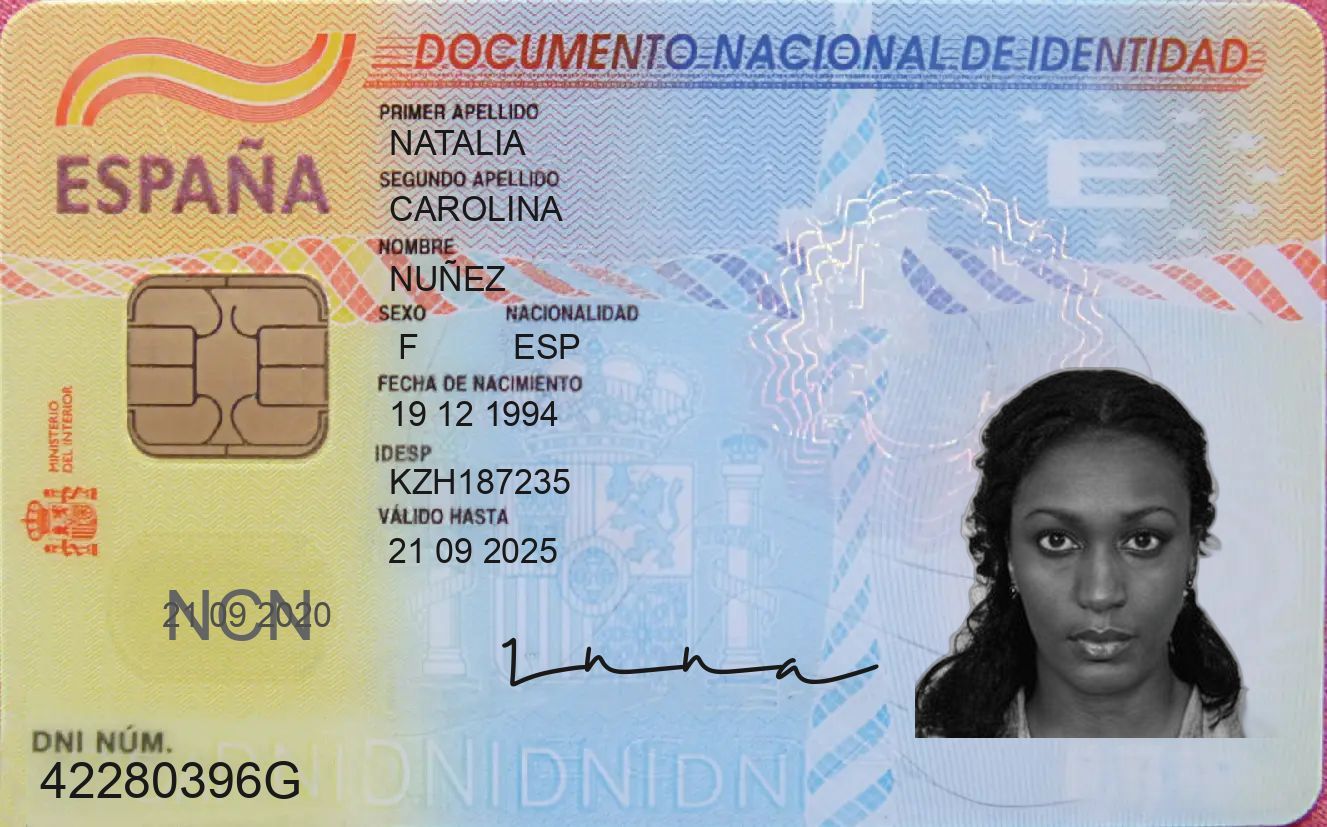 DOCUMENTO NACIONAL DE IDENTIDAD
ESPAÑA
PRIMER APELLIDO
NATALIA
SEGUNDO APELLIDO
CAROLINA
NOMBRE
NUÑEZ
SEXO NACIONALIDAD
F ESP
FECHA DE NACIMIENTO
19 12 1994
IDESP
KZH187235
VÁLIDO HASTA
21 09 2025
MINISTERIO
DEL INTERIOR
E
NCN
21 09 2020
DNI NÚM.
42280396G
DNIDNIDNIDNI